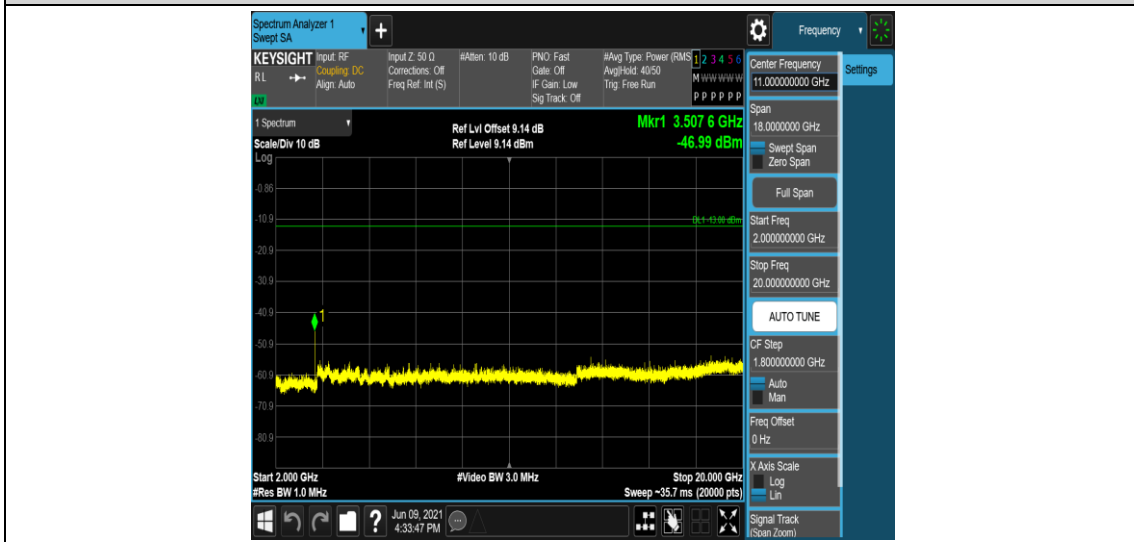 Spectrum Analyzer 1
Swept SA
Frequency
KEYSIGHT
RL
Input: RF
Coupling: DC
Align: Auto
Input Z: 50 Ω
Corrections: Off
Freq Ref: Int (S)
#Atten: 10 dB
PNO: Fast
Gate: Off
IF Gain: Low
Sig Track: Off
#Avg Type: Power (RMS
Avg|Hold: 40/50
Trig: Free Run
1 2 3 4 5 6
M W W W W W
P P P P P P
1 Spectrum
Scale/Div 10 dB
Log
Ref Lvl Offset 9.14 dB
Ref Level 9.14 dBm
Mkr1 3.507 6 GHz
-46.99 dBm
-0.86
-10.9
-20.9
-30.9
-40.9
-50.9
-60.9
-70.9
-80.9
DL1 -13.00 dBm
1
Start 2.000 GHz
#Res BW 1.0 MHz
#Video BW 3.0 MHz
Stop 20.000 GHz
Sweep ~35.7 ms (20000 pts)
Center Frequency
11.000000000 GHz
Settings
Span
18.0000000 GHz
Swept Span
Zero Span
Full Span
Start Freq
2.000000000 GHz
Stop Freq
20.000000000 GHz
AUTO TUNE
CF Step
1.800000000 GHz
Auto
Man
Freq Offset
0 Hz
X Axis Scale
Log
Lin
Signal Track
(Span Zoom)
?
Jun 09, 2021
4:33:47 PM